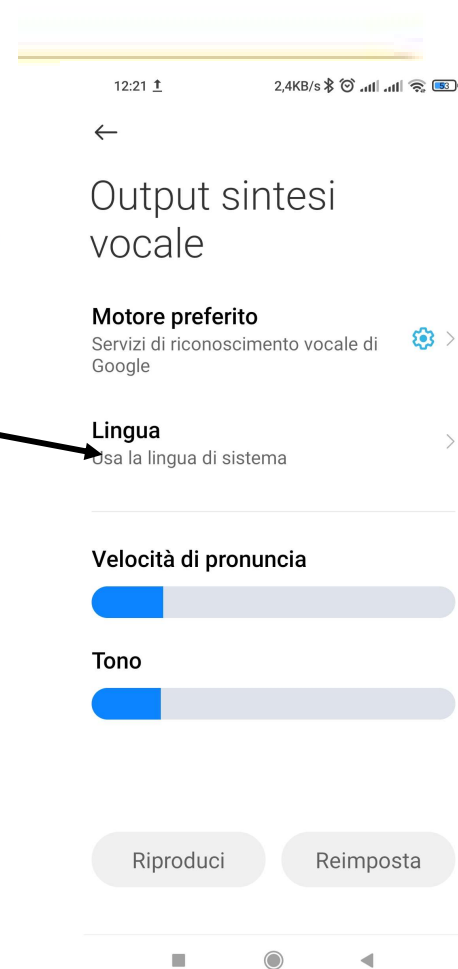 12:21 2,4KB/s 53
Output sintesi
vocale
Motore preferito
Servizi di riconoscimento vocale di
Google
Lingua
Usa la lingua di sistema
Velocità di pronuncia
Tono
Riproduci Reimposta